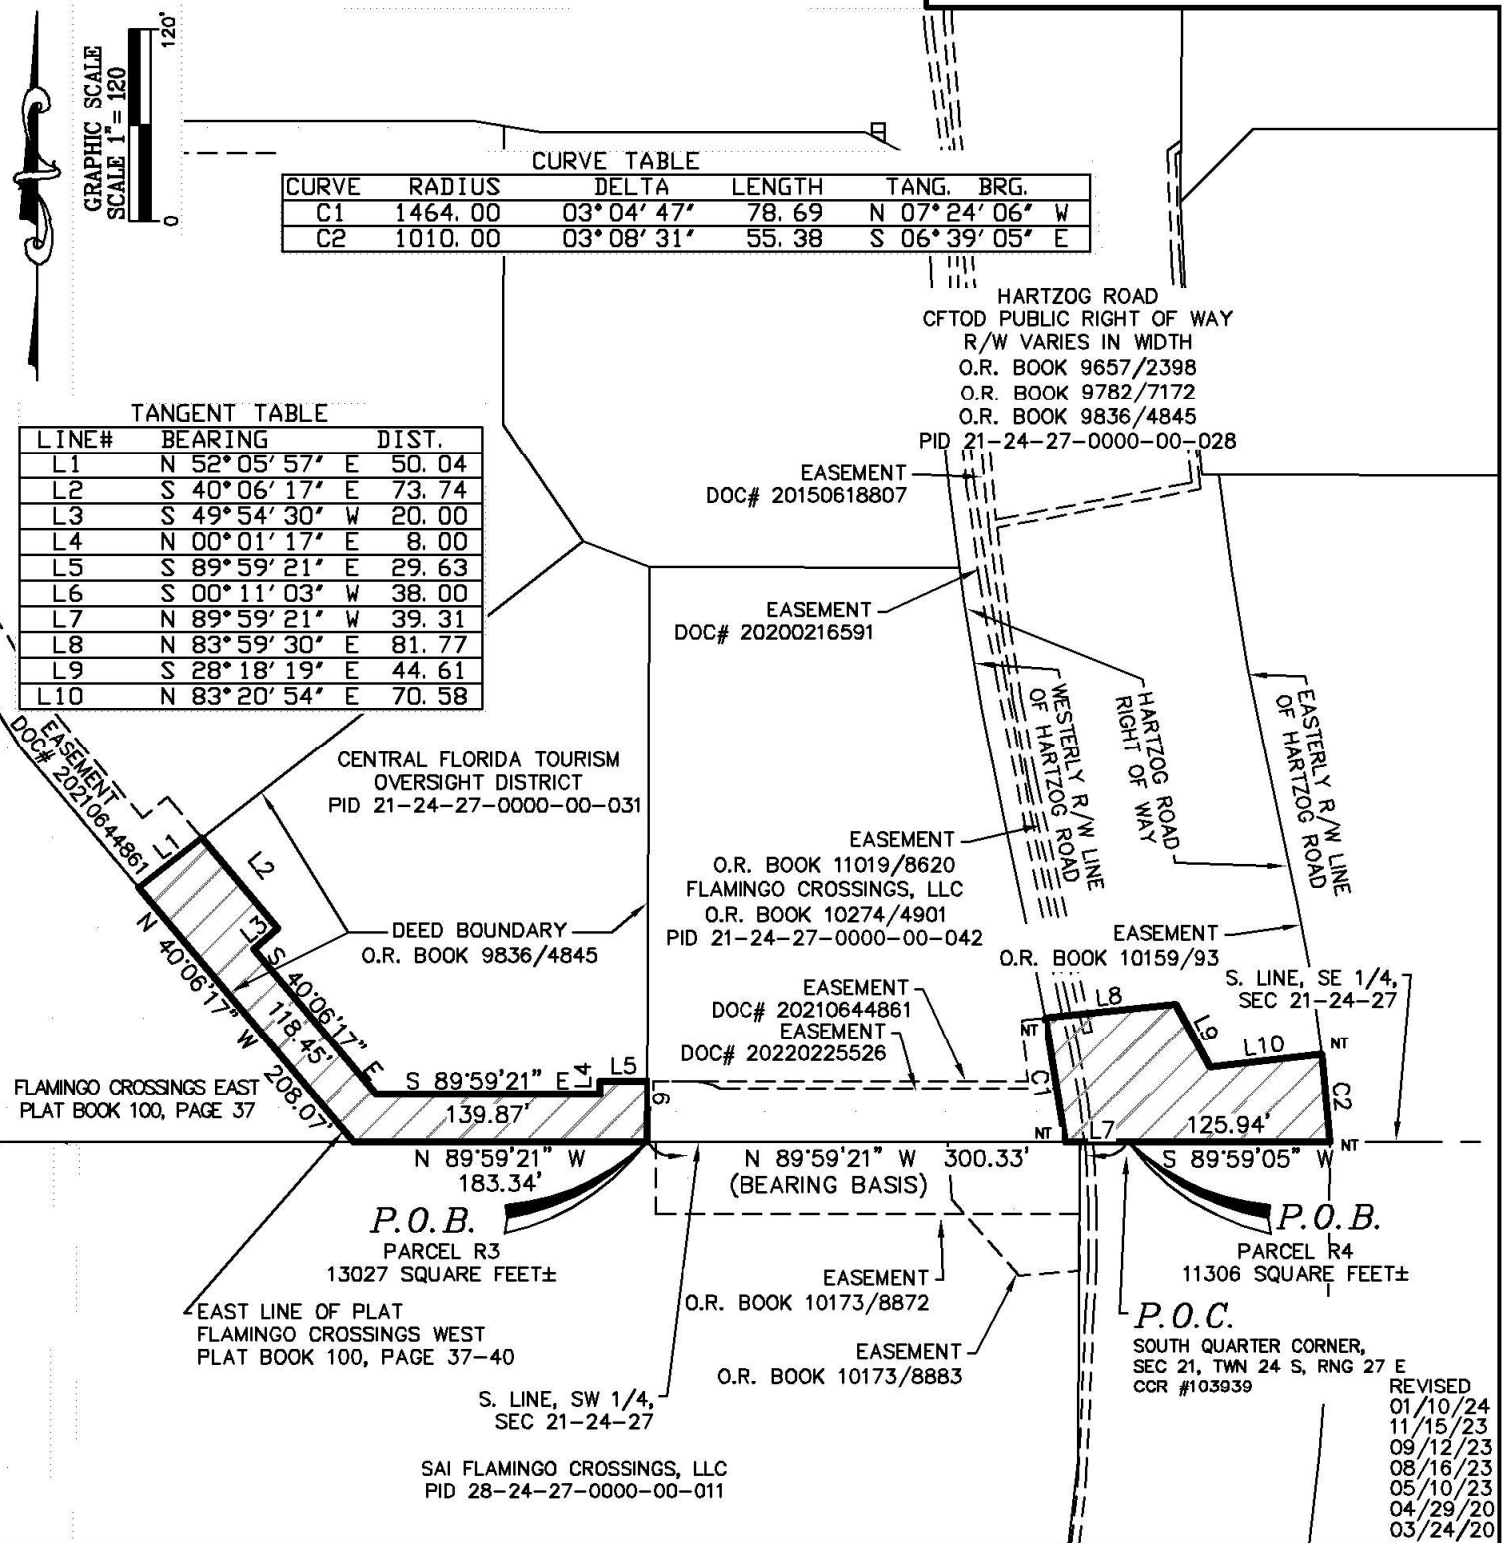 GRAPHIC SCALE
SCALE 1"= 120
0
120'
CURVE TABLE
CURVE RADIUS DELTA LENGTH TANG. BRG.
C1 1464.00 03°04'47" 78.69 N 07°24'06" W
C2 1010.00 03°08'31" 55.38 S 06°39'05" E
HARTZOG ROAD
CFTOD PUBLIC RIGHT OF WAY
R/W VARIES IN WIDTH
O.R. BOOK 9657/2398
O.R. BOOK 9782/7172
O.R. BOOK 9836/4845
PID 21-24-27-0000-00-028
TANGENT TABLE
LINE# BEARING DIST.
L1 N 52°05'57" E 50.04
L2 S 40°06'17" E 73.74
L3 S 49°54'30" W 20.00
L4 N 00°01'17" E 8.00
L5 S 89°59'21" E 29.63
L6 S 00°11'03" W 38.00
L7 N 89°59'21" W 39.31
L8 N 83°59'30" E 81.77
L9 S 28°18'19" E 44.61
L10 N 83°20'54" E 70.58
EASEMENT
DOC# 20150618807
EASEMENT
DOC# 20200216591
WESTERLY R/W LINE
OF HARTZOG ROAD
HARTZOG ROAD
RIGHT OF WAY
EASTERLY R/W LINE
OF HARTZOG ROAD
EASEMENT
DOC# 20210644861
CENTRAL FLORIDA TOURISM
OVERSIGHT DISTRICT
PID 21-24-27-0000-00-031
EASEMENT
O.R. BOOK 11019/8620
FLAMINGO CROSSINGS, LLC
O.R. BOOK 10274/4901
PID 21-24-27-0000-00-042
L1
L2
L3
DEED BOUNDARY
O.R. BOOK 9836/4845
EASEMENT
O.R. BOOK 10159/93
S. LINE, SE 1/4,
SEC 21-24-27
EASEMENT
DOC# 20210644861
EASEMENT
DOC# 20220225526
N 40°06'17" W 208.07'
S 40°06'17" E
118.45'
L8
L9
L10
NT
NT
C1
C2
FLAMINGO CROSSINGS EAST
PLAT BOOK 100, PAGE 37
S 89°59'21" E
139.87'
L4
L5
6
125.94'
L7
NT
NT
N 89°59'21" W
183.34'
N 89°59'21" W 300.33'
(BEARING BASIS)
S 89°59'05" W
P.O.B.
PARCEL R3
13027 SQUARE FEET±
P.O.B.
PARCEL R4
11306 SQUARE FEET±
EASEMENT
O.R. BOOK 10173/8872
EAST LINE OF PLAT
FLAMINGO CROSSINGS WEST
PLAT BOOK 100, PAGE 37-40
P.O.C.
SOUTH QUARTER CORNER,
SEC 21, TWN 24 S, RNG 27 E
CCR #103939
EASEMENT
O.R. BOOK 10173/8883
S. LINE, SW 1/4,
SEC 21-24-27
SAI FLAMINGO CROSSINGS, LLC
PID 28-24-27-0000-00-011
REVISED
01/10/24
11/15/23
09/12/23
08/16/23
05/10/23
04/29/20
03/24/20